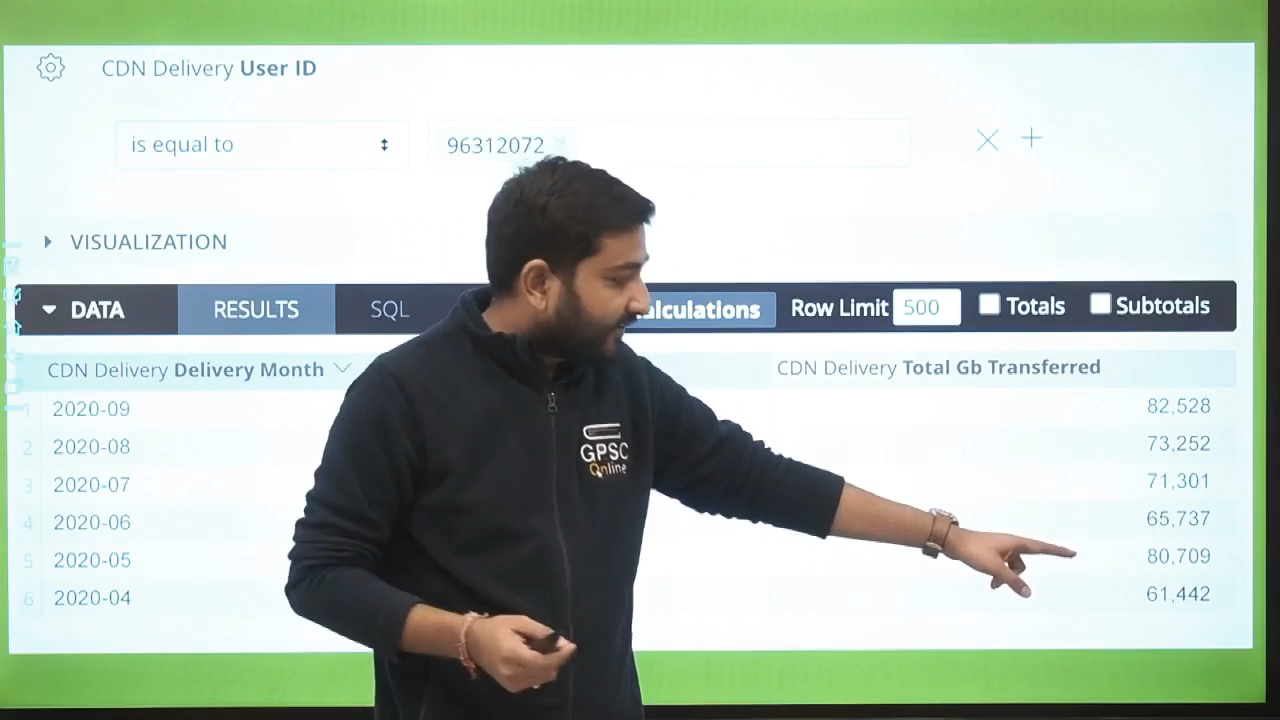 CDN Delivery User ID
is equal to
96312072
VISUALIZATION
DATA RESULTS SQL alculations Row Limit 500 Totals Subtotals
CDN Delivery Delivery Month CDN Delivery Total Gb Transferred
1 2020-09 82,528
2 2020-08 73,252
3 2020-07 71,301
4 2020-06 65,737
5 2020-05 80,709
6 2020-04 61,442
GPSC
Online